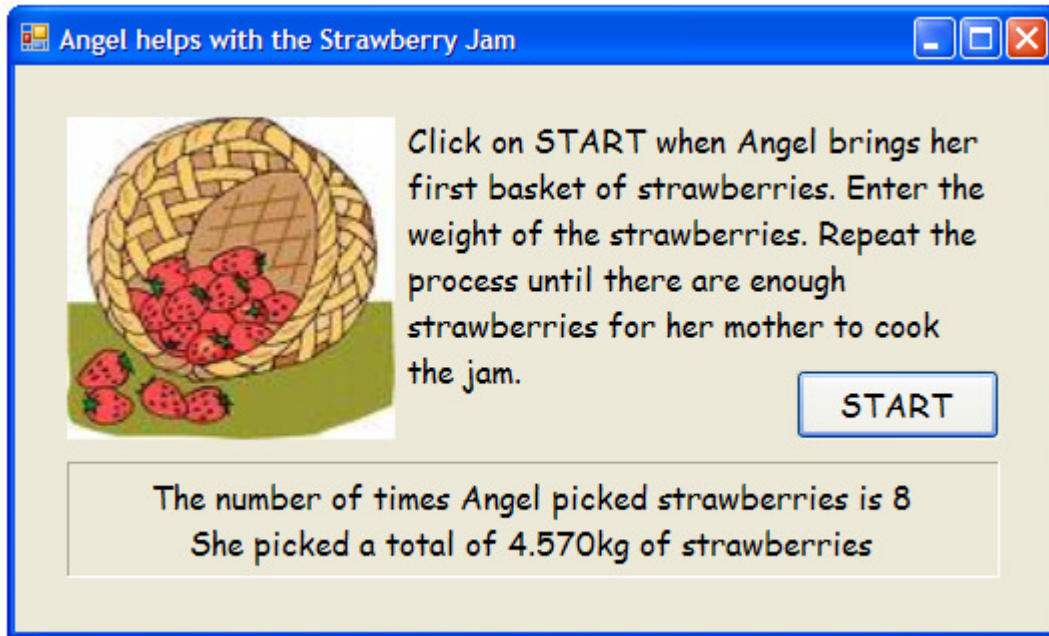 Angel helps with the Strawberry Jam
Click on START when Angel brings her
first basket of strawberries. Enter the
weight of the strawberries. Repeat the
process until there are enough
strawberries for her mother to cook
the jam.
START
The number of times Angel picked strawberries is 8
She picked a total of 4.570kg of strawberries